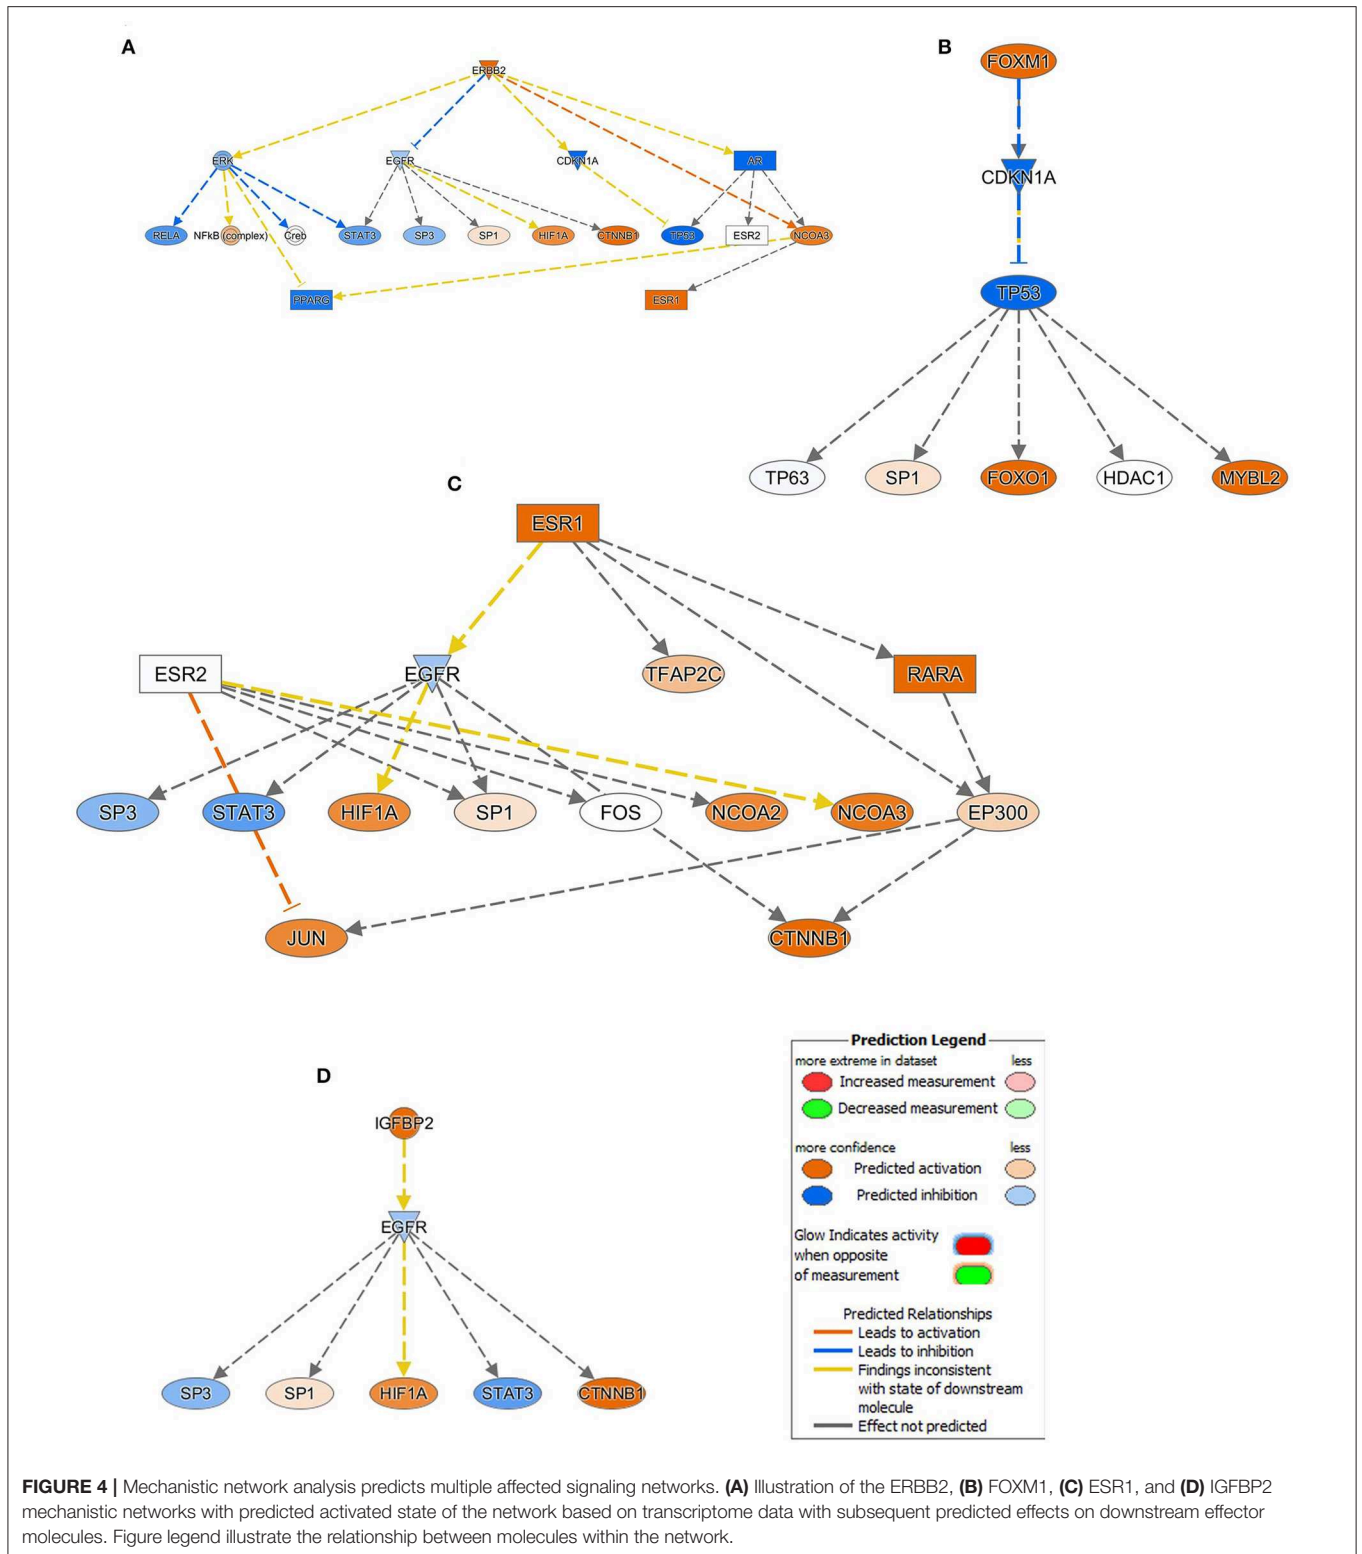 A
ERBB2
ERK
EGFR
CDKN1A
AR
RELA
NFkB (complex)
Creb
STAT3
SP3
SP1
HIF1A
CTNNB1
TP53
ESR2
NCOA3
PPARG
ESR1
B
FOXM1
CDKN1A
TP53
TP63
SP1
FOXO1
HDAC1
MYBL2
C
ESR1
ESR2
EGFR
TFAP2C
RARA
SP3
STAT3
HIF1A
SP1
FOS
NCOA2
NCOA3
EP300
JUN
CTNNB1
D
IGFBP2
EGFR
SP3
SP1
HIF1A
STAT3
CTNNB1
Prediction Legend
more extreme in dataset less
Increased measurement
Decreased measurement
more confidence less
Predicted activation
Predicted inhibition
Glow Indicates activity
when opposite
of measurement
Predicted Relationships
Leads to activation
Leads to inhibition
Findings inconsistent
with state of downstream
molecule
Effect not predicted
FIGURE 4 | Mechanistic network analysis predicts multiple affected signaling networks. (A) Illustration of the ERBB2, (B) FOXM1, (C) ESR1, and (D) IGFBP2
mechanistic networks with predicted activated state of the network based on transcriptome data with subsequent predicted effects on downstream effector
molecules. Figure legend illustrate the relationship between molecules within the network.